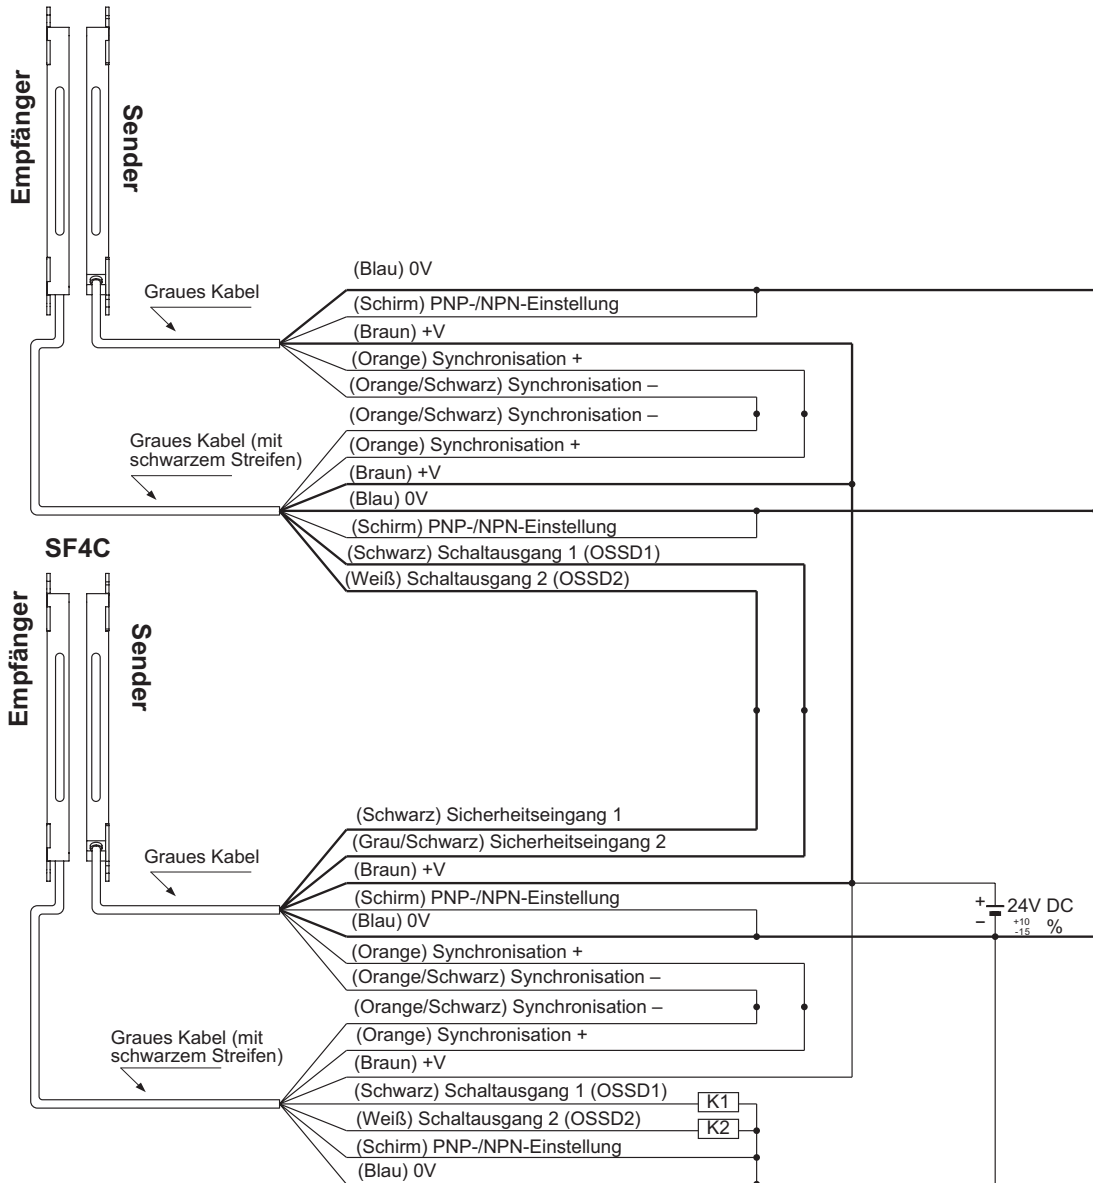 Empfänger
Sender
(Blau) 0V
Graues Kabel
(Schirm) PNP-/NPN-Einstellung
(Braun) +V
(Orange) Synchronisation +
(Orange/Schwarz) Synchronisation –
(Orange/Schwarz) Synchronisation –
Graues Kabel (mit
schwarzem Streifen)
(Orange) Synchronisation +
(Braun) +V
(Blau) 0V
(Schirm) PNP-/NPN-Einstellung
SF4C
(Schwarz) Schaltausgang 1 (OSSD1)
(Weiß) Schaltausgang 2 (OSSD2)
Empfänger
Sender
(Schwarz) Sicherheitseingang 1
(Grau/Schwarz) Sicherheitseingang 2
Graues Kabel
(Braun) +V
(Schirm) PNP-/NPN-Einstellung
(Blau) 0V
+
24V DC
–
+10
-15
%
(Orange) Synchronisation +
(Orange/Schwarz) Synchronisation –
(Orange/Schwarz) Synchronisation –
Graues Kabel (mit
schwarzem Streifen)
(Orange) Synchronisation +
(Braun) +V
(Schwarz) Schaltausgang 1 (OSSD1)
K1
(Weiß) Schaltausgang 2 (OSSD2)
K2
(Schirm) PNP-/NPN-Einstellung
(Blau) 0V